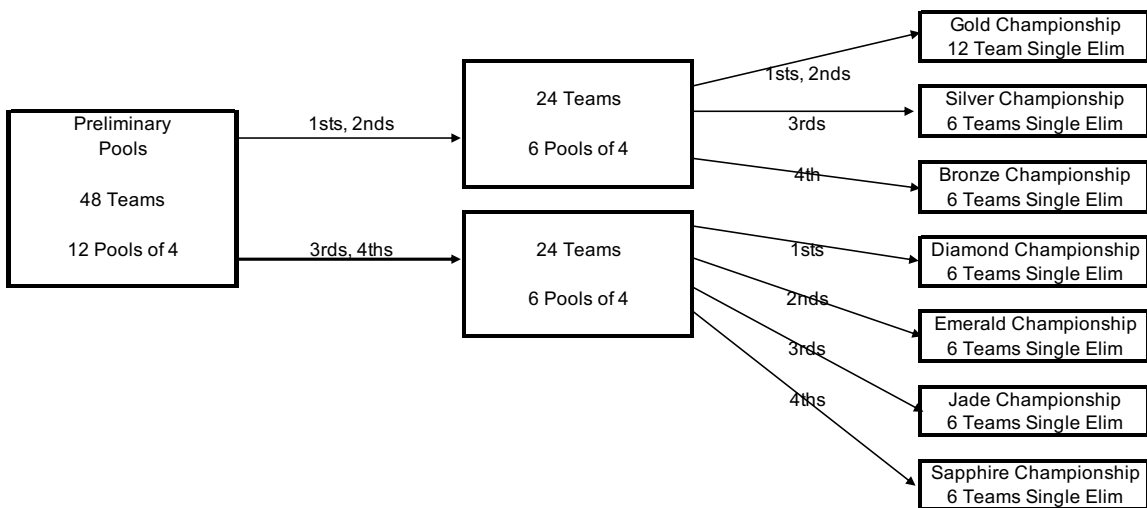 Preliminary
Pools
48 Teams
12 Pools of 4
1sts, 2nds
3rds, 4ths
24 Teams
6 Pools of 4
24 Teams
6 Pools of 4
1sts, 2nds
3rds
4th
1sts
2nds
3rds
4ths
Gold Championship
12 Team Single Elim
Silver Championship
6 Teams Single Elim
Bronze Championship
6 Teams Single Elim
Diamond Championship
6 Teams Single Elim
Emerald Championship
6 Teams Single Elim
Jade Championship
6 Teams Single Elim
Sapphire Championship
6 Teams Single Elim